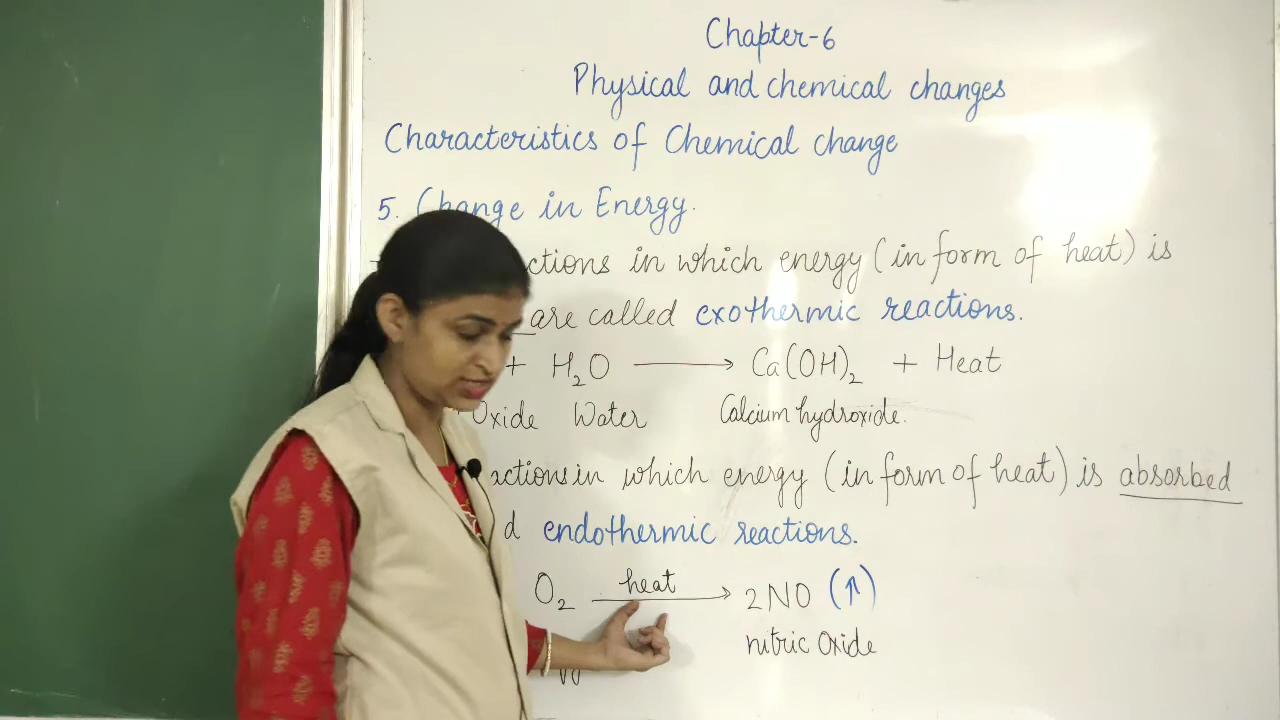 Chapter-6
Physical and chemical changes
Characteristics of Chemical change
5. Change in Energy.
ctions in which energy (in form of heat) is
are called exothermic reactions.
+ H₂O ⟶ Ca(OH)₂ + Heat
Oxide Water Calcium hydroxide.
actions in which energy (in form of heat) is absorbed
d endothermic reactions.
O₂ heat ⟶ 2NO (↑)
nitric Oxide